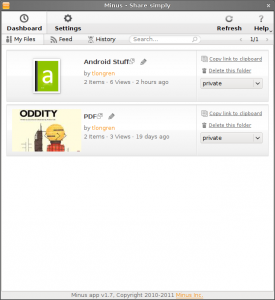 Minus - Share simply
Dashboard Settings Refresh Help
My Files Feed History Search... 1/1
Android Stuff
by tlongren
2 Items · 6 Views · 2 hours ago
Copy link to clipboard
Delete this folder
private
a
ODDITY
PDF
by tlongren
2 Items · 3 Views · 19 days ago
Copy link to clipboard
Delete this folder
private
Minus app v1.7, Copyright 2010-2011 Minus Inc.